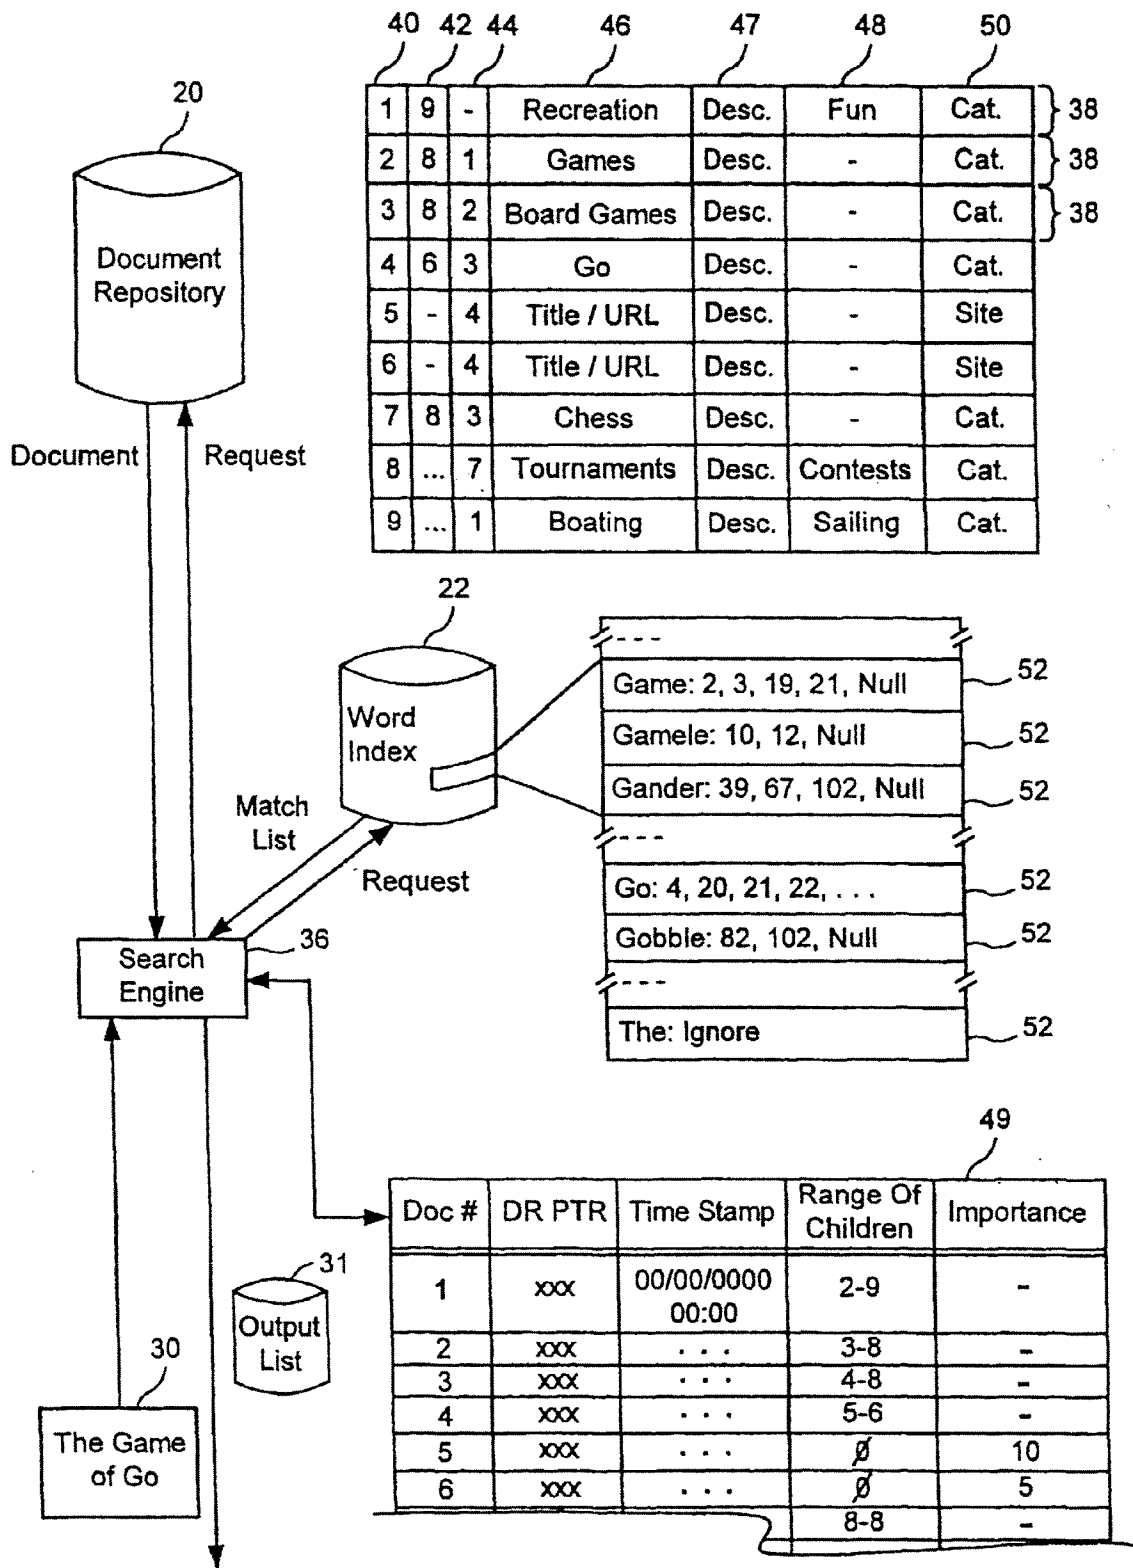 40 42 44 46 47 48 50
20
1 9 - Recreation Desc. Fun Cat. 38
2 8 1 Games Desc. - Cat. 38
3 8 2 Board Games Desc. - Cat. 38
4 6 3 Go Desc. - Cat.
5 - 4 Title / URL Desc. - Site
6 - 4 Title / URL Desc. - Site
7 8 3 Chess Desc. - Cat.
8 ... 7 Tournaments Desc. Contests Cat.
9 ... 1 Boating Desc. Sailing Cat.
Document
Repository
Document
Request
22
Word
Index
----
Game: 2, 3, 19, 21, Null 52
Gamele: 10, 12, Null 52
Gander: 39, 67, 102, Null 52
----
Go: 4, 20, 21, 22, . . . 52
Gobble: 82, 102, Null 52
----
The: Ignore 52
Match
List
Request
36
Search
Engine
49
Doc # DR PTR Time Stamp Range Of Children Importance
1 xxx 00/00/0000 00:00 2-9 -
2 xxx . . . 3-8 -
3 xxx . . . 4-8 -
4 xxx . . . 5-6 -
5 xxx . . . Ø 10
6 xxx . . . Ø 5
8-8 -
31
Output
List
30
The Game
of Go